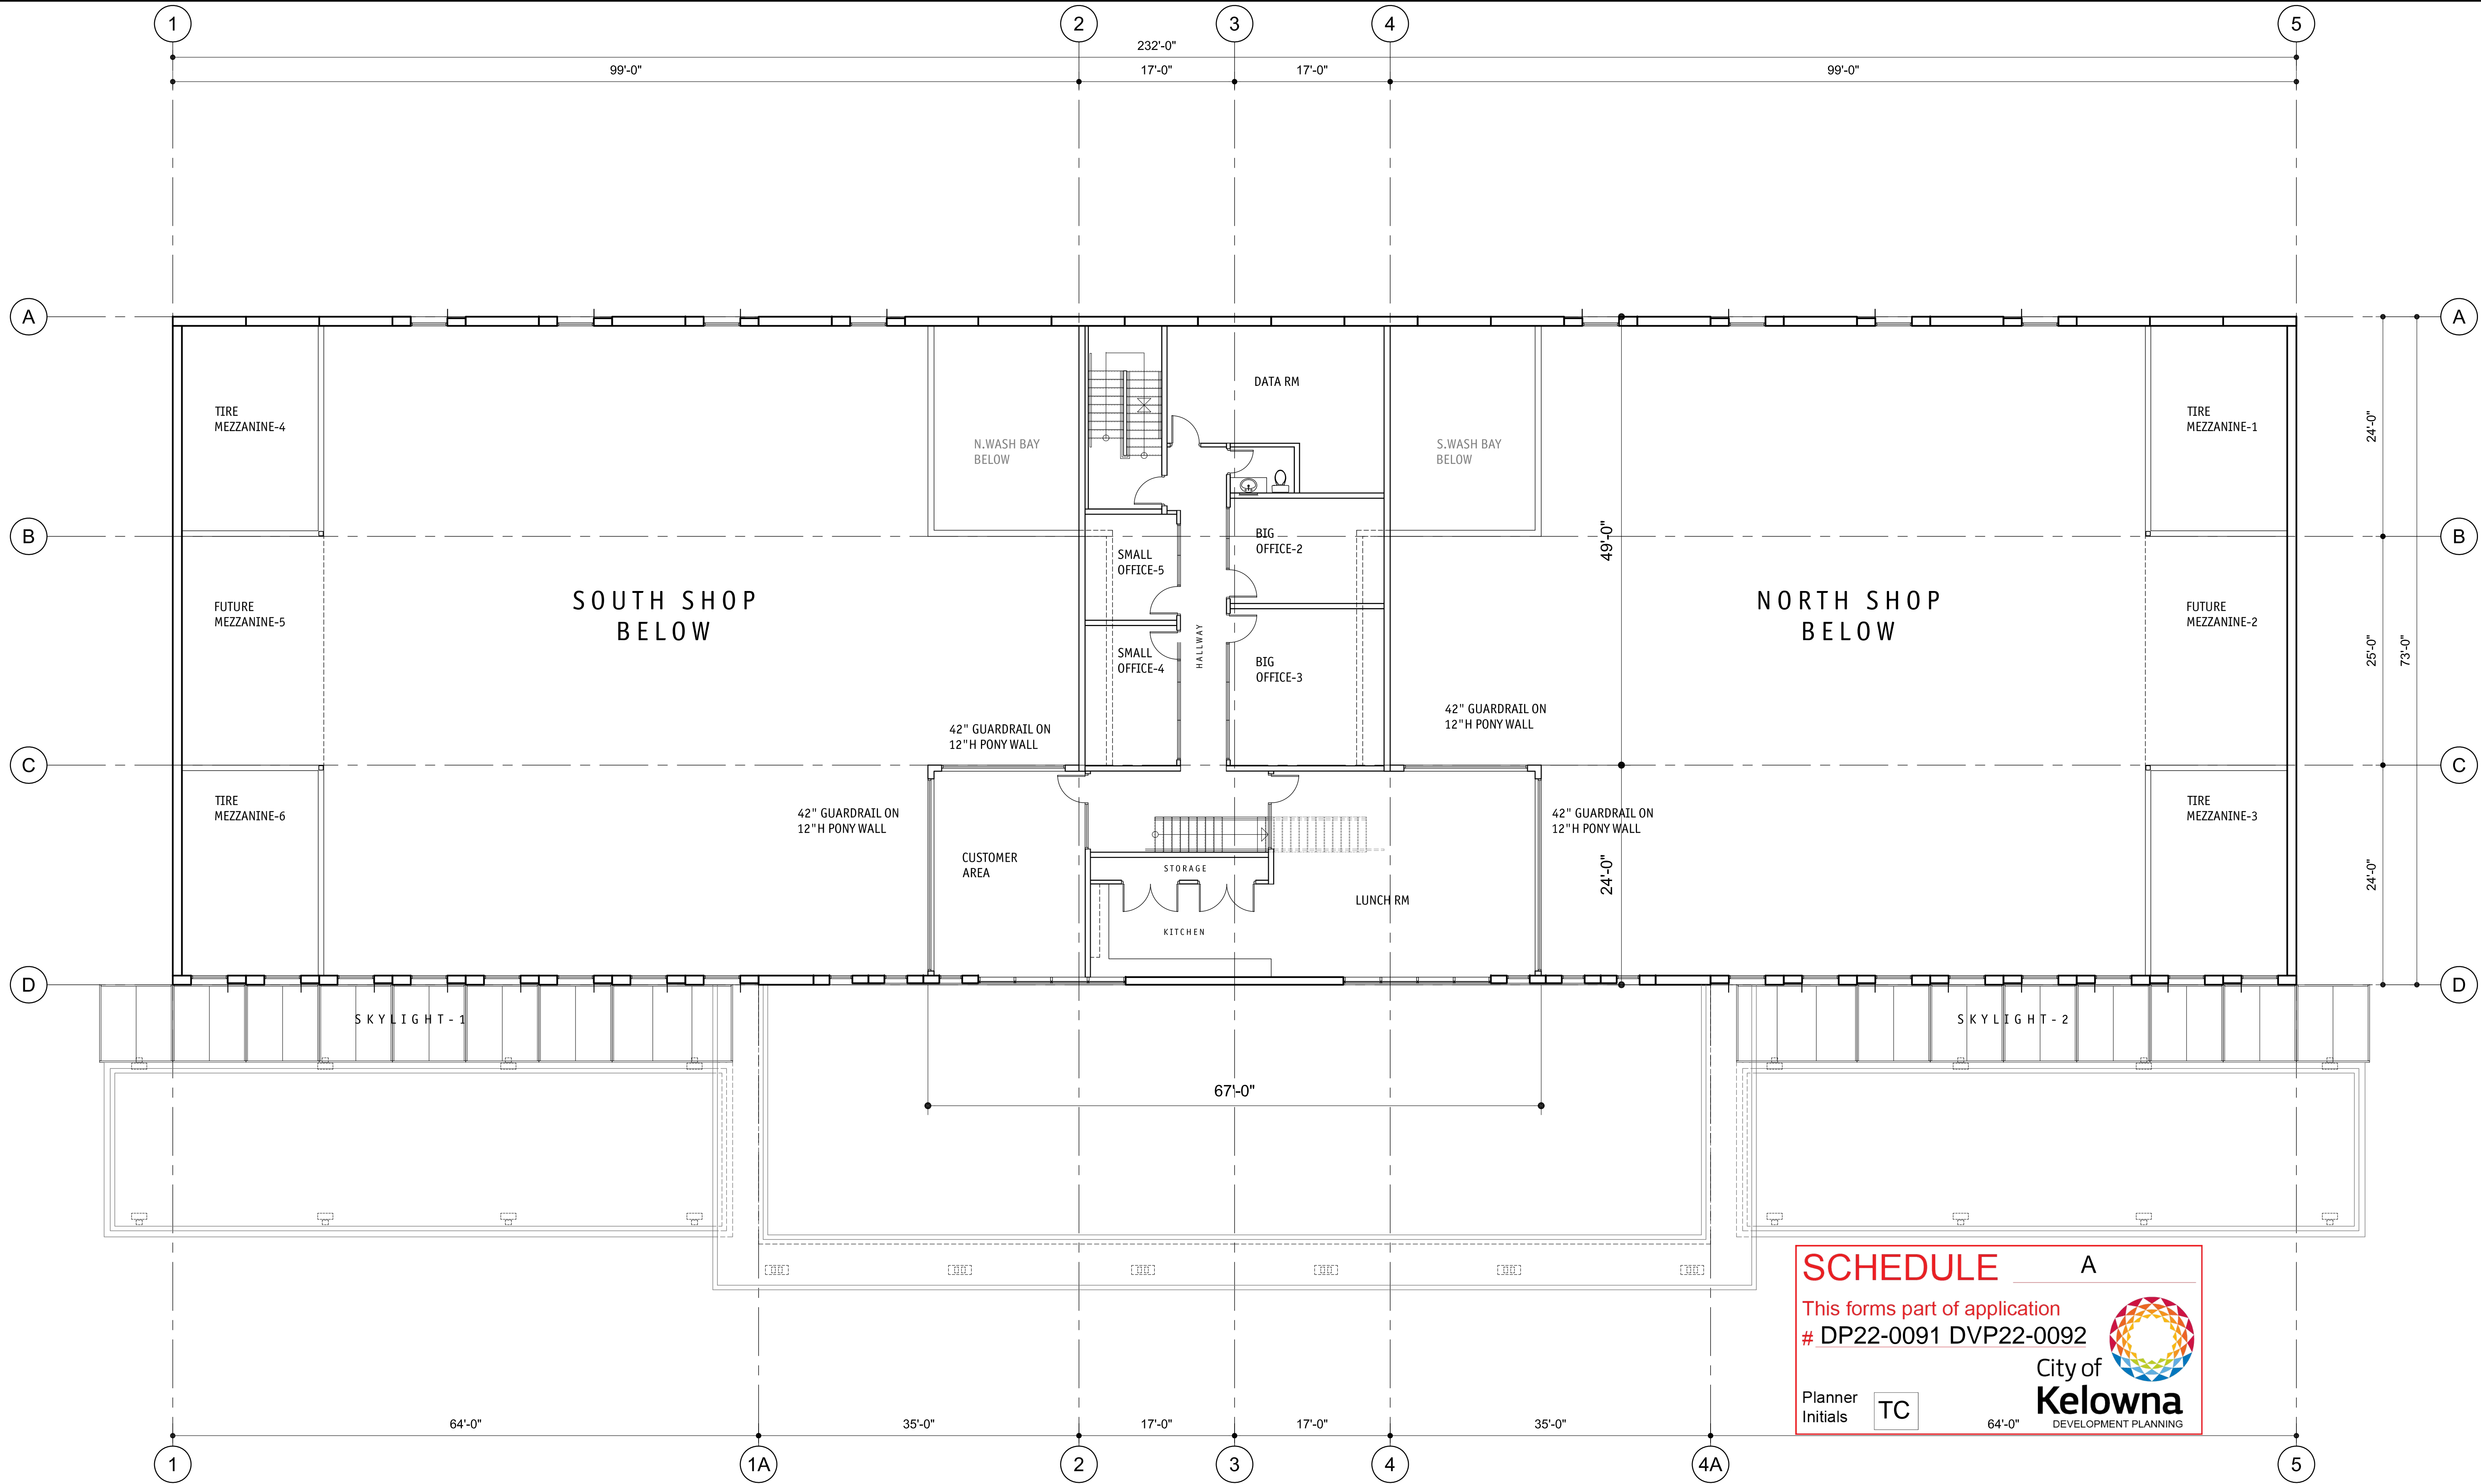 1 2 3 4 5
232'-0"
99'-0" 17'-0" 17'-0" 99'-0"
A A
TIRE
MEZZANINE-4
N.WASH BAY
BELOW
DATA RM
S.WASH BAY
BELOW
TIRE
MEZZANINE-1
24'-0"
B B
49'-0"
SMALL
OFFICE-5
BIG
OFFICE-2
FUTURE
MEZZANINE-5
SOUTH SHOP
BELOW
HALLWAY
SMALL
OFFICE-4
BIG
OFFICE-3
NORTH SHOP
BELOW
FUTURE
MEZZANINE-2
25'-0"
73'-0"
42" GUARDRAIL ON
12"H PONY WALL
42" GUARDRAIL ON
12"H PONY WALL
C C
TIRE
MEZZANINE-6
42" GUARDRAIL ON
12"H PONY WALL
CUSTOMER
AREA
STORAGE
KITCHEN
LUNCH RM
42" GUARDRAIL ON
12"H PONY WALL
24'-0"
TIRE
MEZZANINE-3
24'-0"
D D
SKYLIGHT-1
SKYLIGHT-2
67'-0"
SCHEDULE A
This forms part of application
# DP22-0091 DVP22-0092
City of
Kelowna
DEVELOPMENT PLANNING
Planner
Initials TC
64'-0" 35'-0" 17'-0" 17'-0" 35'-0" 64'-0"
1 1A 2 3 4 4A 5